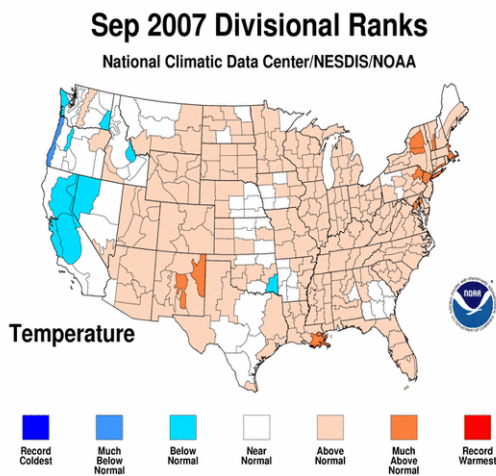 Sep 2007 Divisional Ranks
National Climatic Data Center/NESDIS/NOAA
NOAA
Temperature
Record
Coldest
Much
Below
Normal
Below
Normal
Near
Normal
Above
Normal
Much
Above
Normal
Record
Warmest